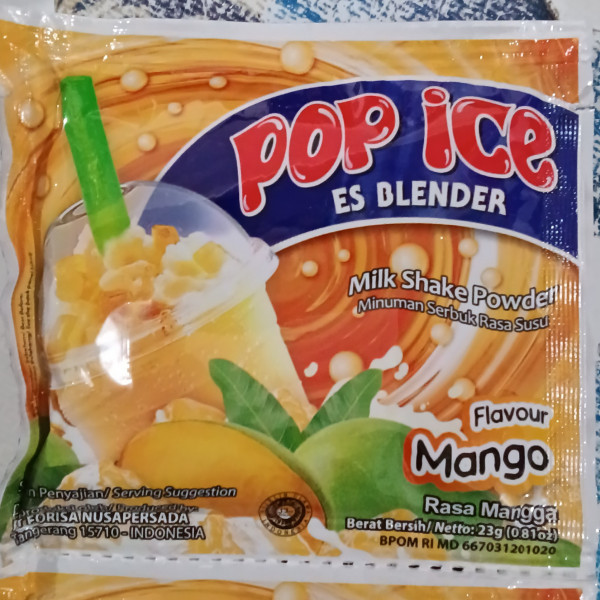 POP ICE
ES BLENDER
Milk Shake Powder
Minuman Serbuk Rasa Susu
Flavour
Mango
Rasa Mangga
Berat Bersih/ Netto: 23g (0.81oz)
BPOM RI MD 667031201020
Penyajian/ Serving Suggestion
FORISA NUSAPERSADA
Tangerang 15710 - INDONESIA